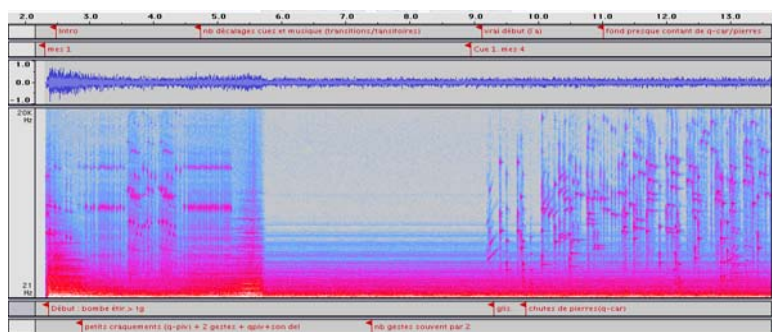 2.0 3.0 4.0 5.0 6.0 7.0 8.0 9.0 10.0 11.0 12.0 13.0
Intro nb décalages cues et musique (transitions/tansitoires) vrai début (l a) fond presque contant de q-car/pierres
mes 1 Cue 1. mes 4
1.0
0.0
-1.0
20K
Hz
21
Hz
Début : bombe étir > tg glis. chutes de pierres(q-car)
petits craquements (q-piv) + 2 gestes + qpiv+son del nb gestes souvent par 2